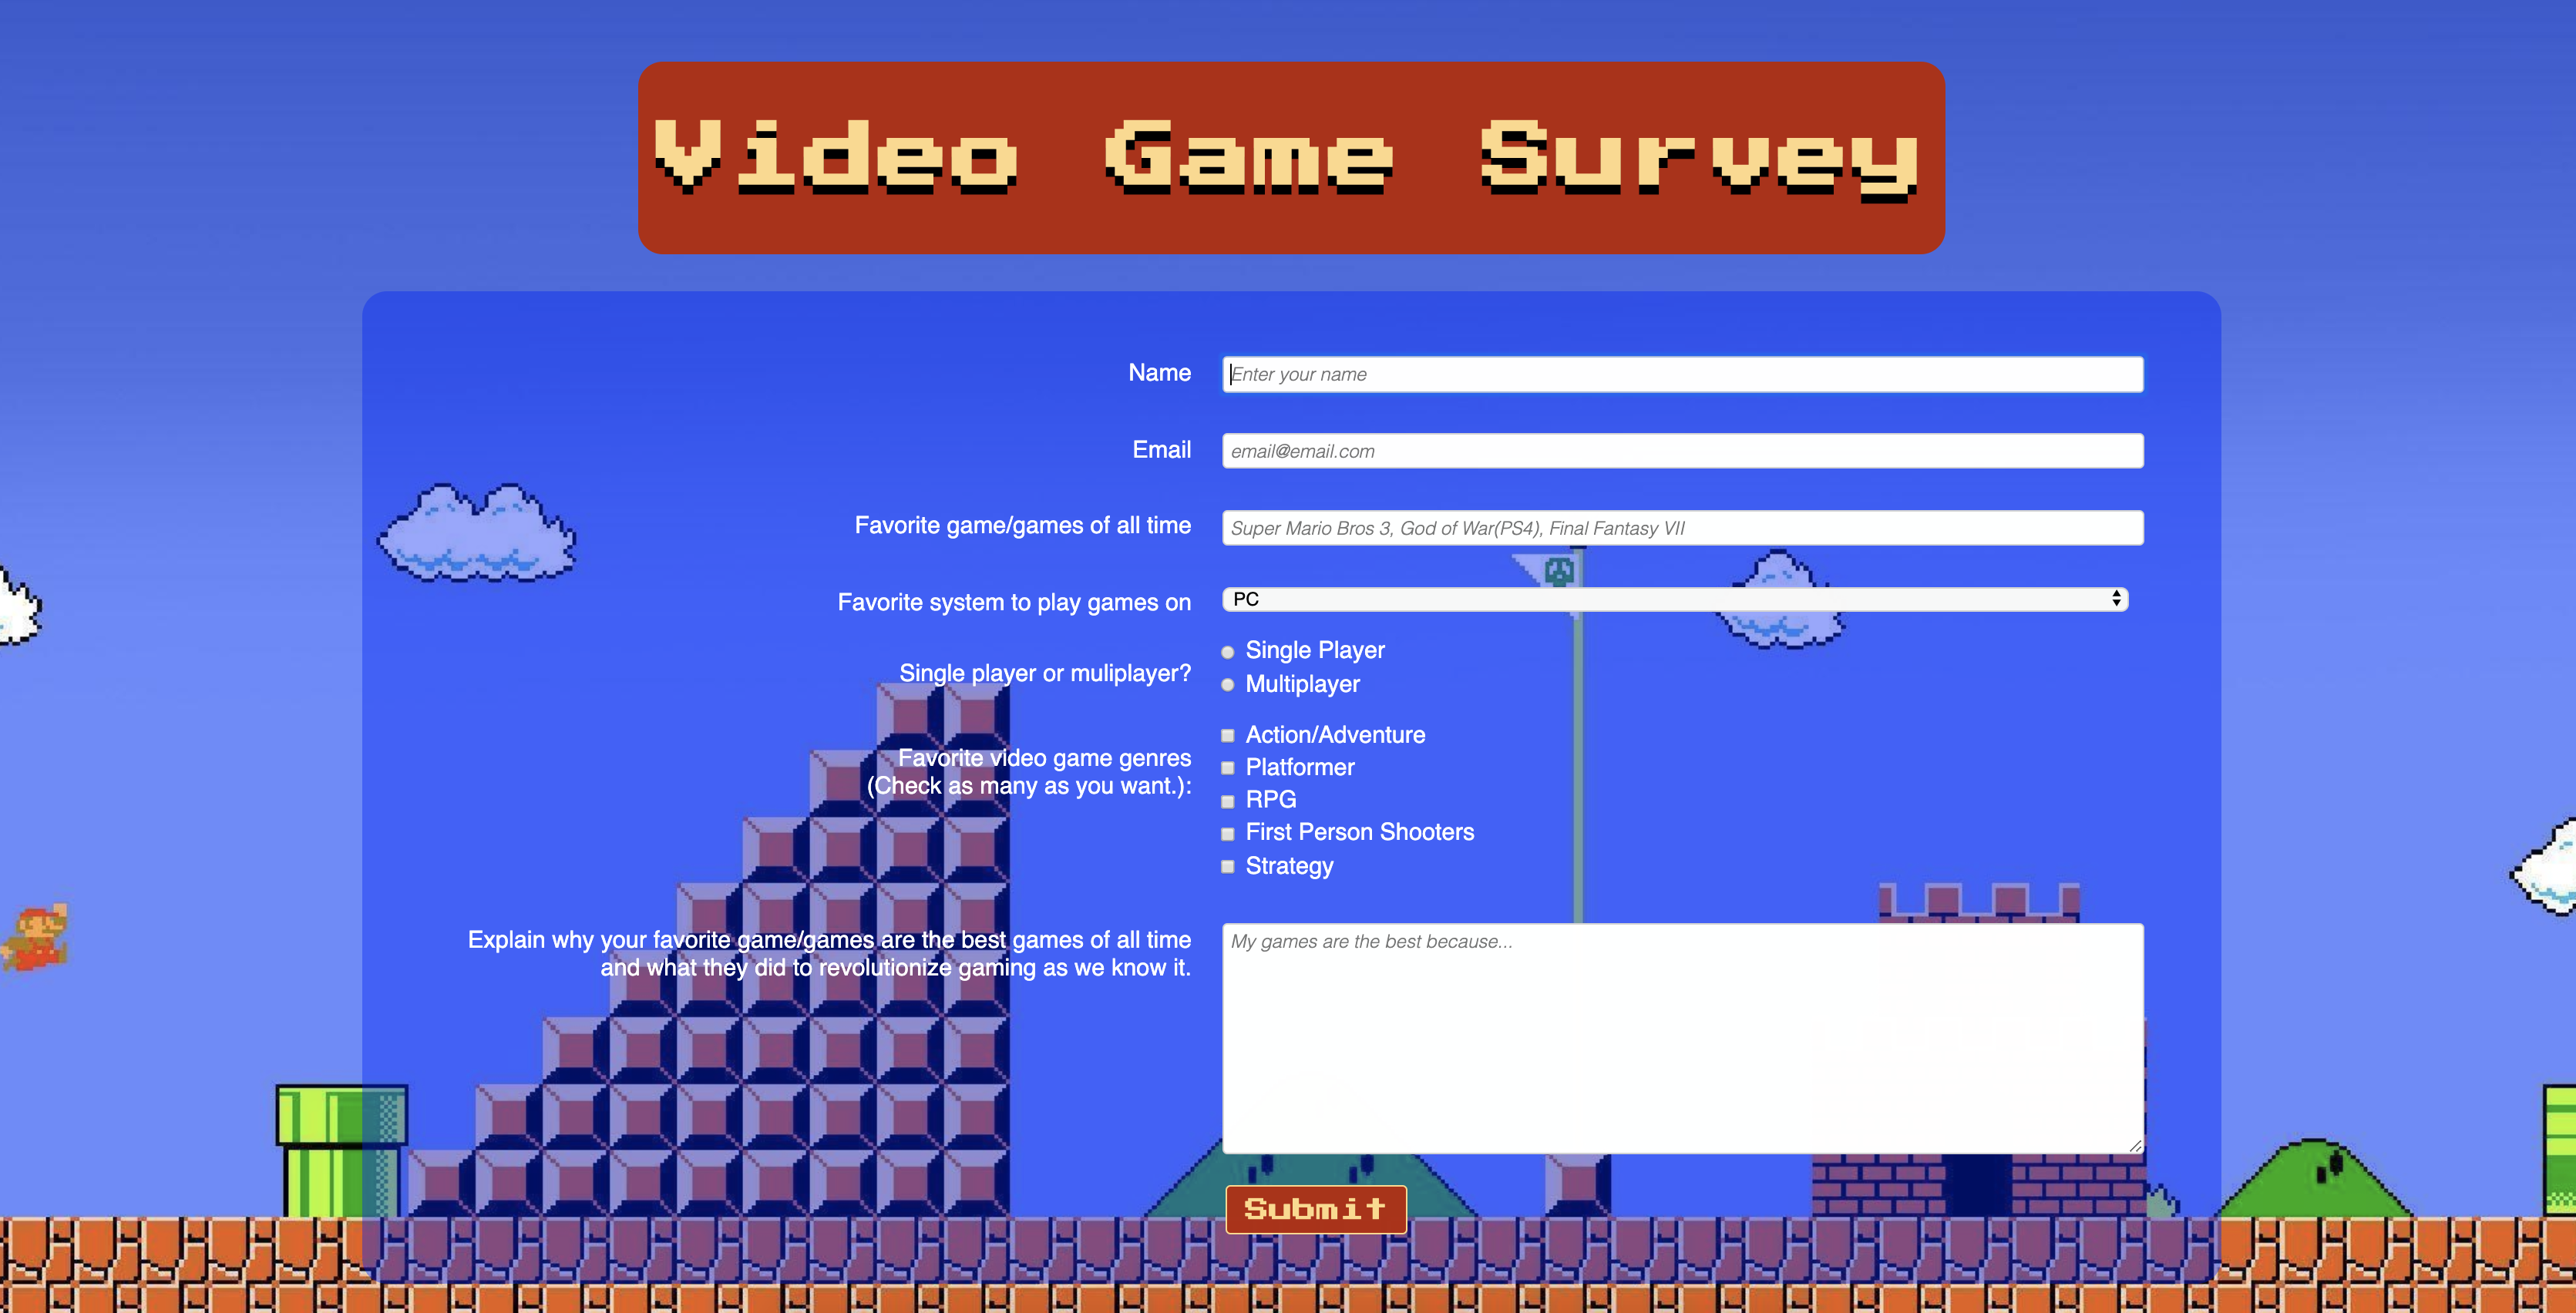 Video Game Survey
Name
Enter your name
Email
email@email.com
Favorite game/games of all time
Super Mario Bros 3, God of War(PS4), Final Fantasy VII
Favorite system to play games on
PC
Single player or muliplayer?
Single Player
Multiplayer
Favorite video game genres
(Check as many as you want.):
Action/Adventure
Platformer
RPG
First Person Shooters
Strategy
Explain why your favorite game/games are the best games of all time
and what they did to revolutionize gaming as we know it.
My games are the best because...
Submit